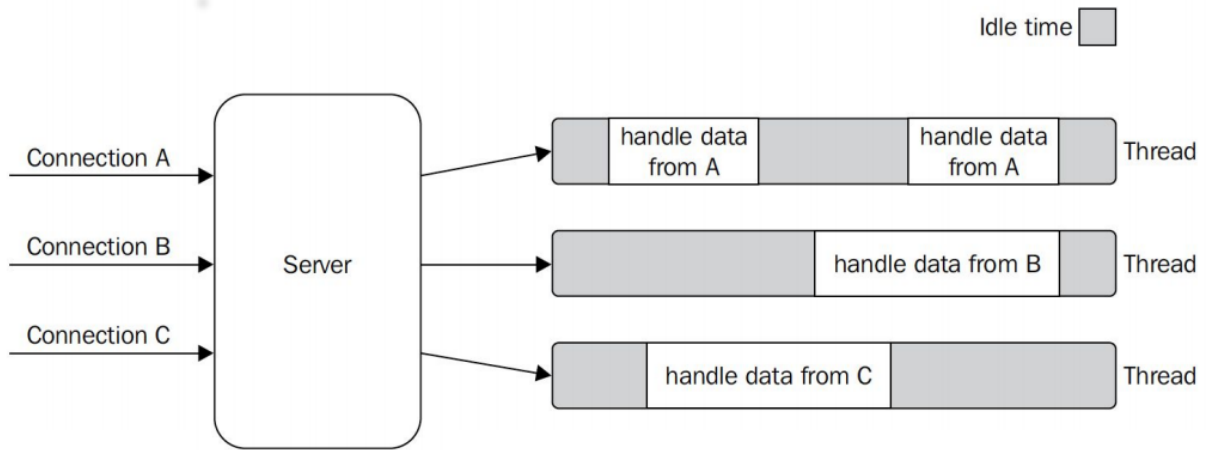 Idle time
Connection A
handle data
from A
handle data
from A
Thread
Connection B
Server
handle data from B
Thread
Connection C
handle data from C
Thread